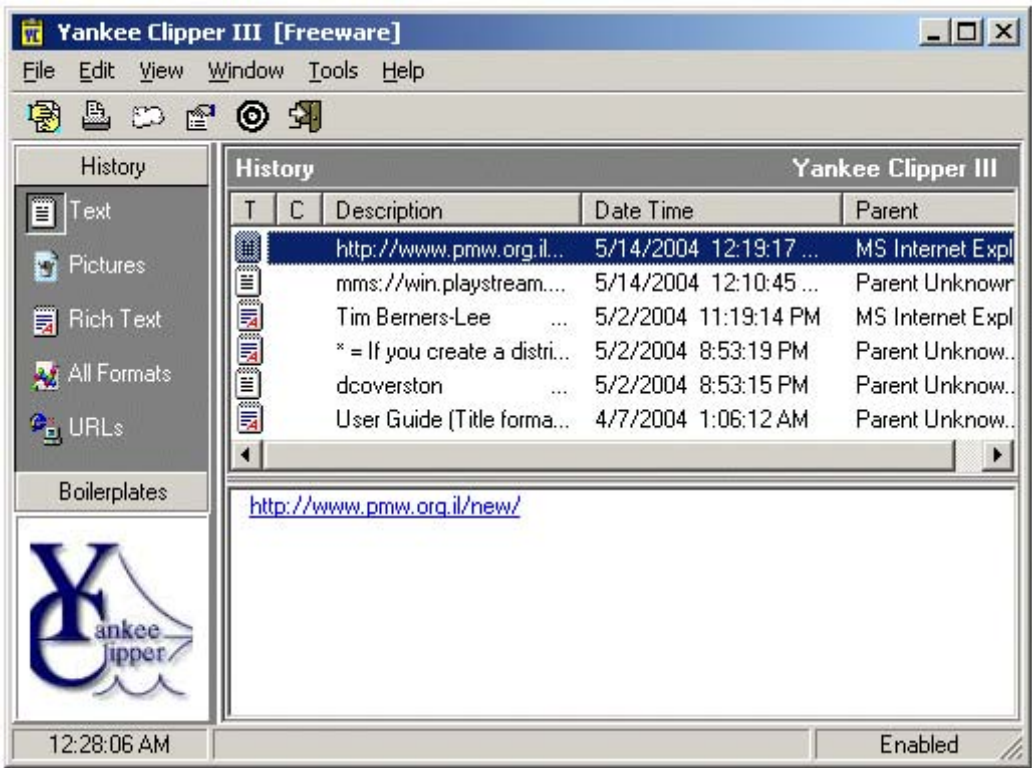 Yankee Clipper III [Freeware]
File Edit View Window Tools Help
History
Text
Pictures
Rich Text
All Formats
URLs
Boilerplates
Yankee
Clipper
History Yankee Clipper III
T C Description Date Time Parent
http://www.pmw.org.il... 5/14/2004 12:19:17 ... MS Internet Expl
mms://win.playstream.... 5/14/2004 12:10:45 ... Parent Unknown
Tim Berners-Lee ... 5/2/2004 11:19:14 PM MS Internet Expl
* = If you create a distri... 5/2/2004 8:53:19 PM Parent Unknow..
dcoverston ... 5/2/2004 8:53:15 PM Parent Unknow..
User Guide (Title forma... 4/7/2004 1:06:12 AM Parent Unknow..
http://www.pmw.org.il/new/
12:28:06 AM Enabled